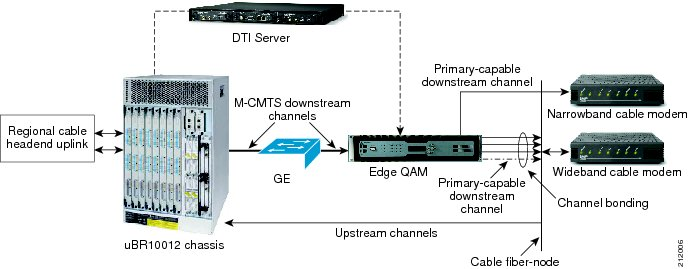 DTI Server
Primary-capable
downstream channel
M-CMTS downstream
channels
Narrowband cable modem
Regional cable
headend uplink
GE
Edge QAM
Wideband cable modem
Primary-capable
downstream
channel
Channel bonding
Upstream channels
uBR10012 chassis
Cable fiber-node
212006